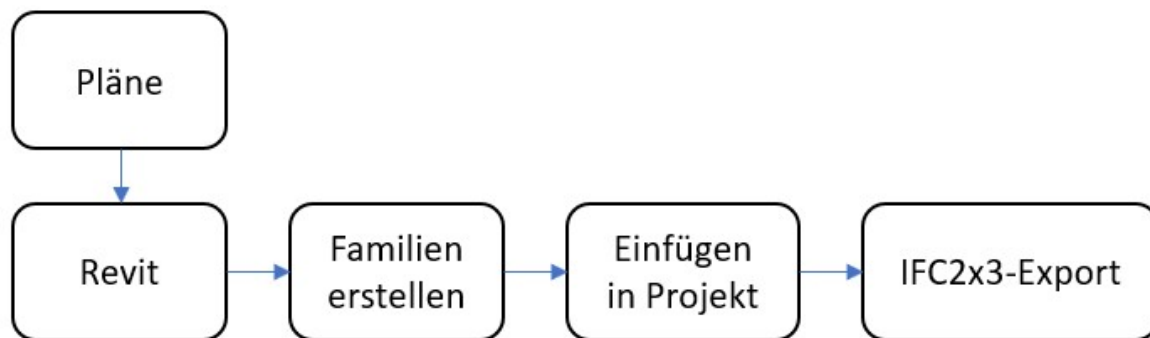 Pläne
Revit
Familien
erstellen
Einfügen
in Projekt
IFC2x3-Export